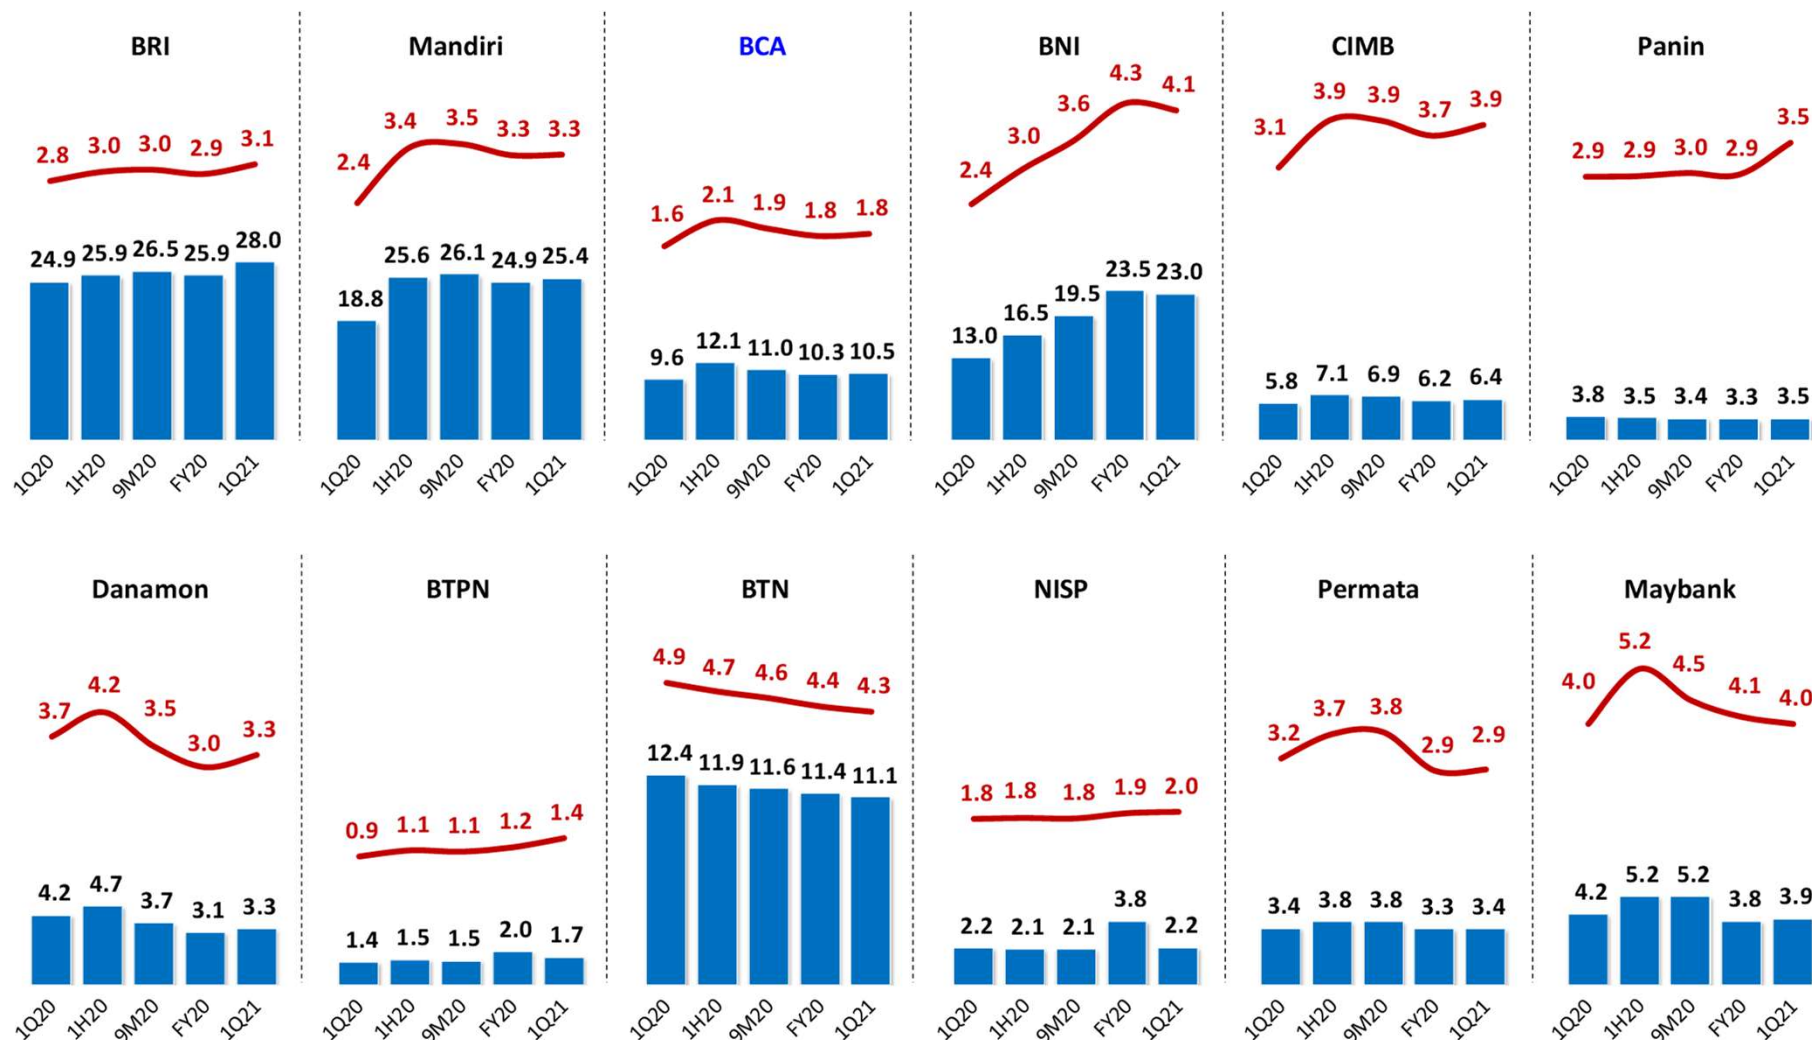 BRI
2.8 3.0 3.0 2.9 3.1
24.9 25.9 26.5 25.9 28.0
1Q20 1H20 9M20 FY20 1Q21
Mandiri
2.4 3.4 3.5 3.3 3.3
18.8 25.6 26.1 24.9 25.4
1Q20 1H20 9M20 FY20 1Q21
BCA
1.6 2.1 1.9 1.8 1.8
9.6 12.1 11.0 10.3 10.5
1Q20 1H20 9M20 FY20 1Q21
BNI
2.4 3.0 3.6 4.3 4.1
13.0 16.5 19.5 23.5 23.0
1Q20 1H20 9M20 FY20 1Q21
CIMB
3.1 3.9 3.9 3.7 3.9
5.8 7.1 6.9 6.2 6.4
1Q20 1H20 9M20 FY20 1Q21
Panin
2.9 2.9 3.0 2.9 3.5
3.8 3.5 3.4 3.3 3.5
1Q20 1H20 9M20 FY20 1Q21
Danamon
3.7 4.2 3.5 3.0 3.3
4.2 4.7 3.7 3.1 3.3
1Q20 1H20 9M20 FY20 1Q21
BTPN
0.9 1.1 1.1 1.2 1.4
1.4 1.5 1.5 2.0 1.7
1Q20 1H20 9M20 FY20 1Q21
BTN
4.9 4.7 4.6 4.4 4.3
12.4 11.9 11.6 11.4 11.1
1Q20 1H20 9M20 FY20 1Q21
NISP
1.8 1.8 1.8 1.9 2.0
2.2 2.1 2.1 3.8 2.2
1Q20 1H20 9M20 FY20 1Q21
Permata
3.2 3.7 3.8 2.9 2.9
3.4 3.8 3.8 3.3 3.4
1Q20 1H20 9M20 FY20 1Q21
Maybank
4.0 5.2 4.5 4.1 4.0
4.2 5.2 5.2 3.8 3.9
1Q20 1H20 9M20 FY20 1Q21